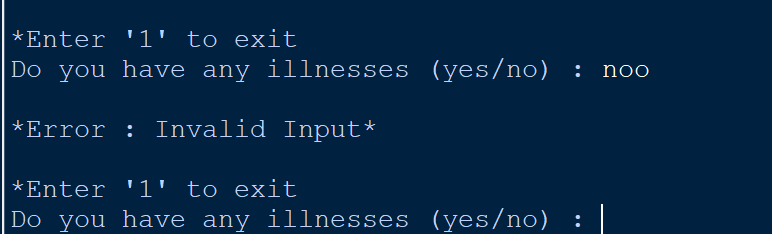 *Enter '1' to exit
Do you have any illnesses (yes/no) : noo
*Error : Invalid Input*
*Enter '1' to exit
Do you have any illnesses (yes/no) :